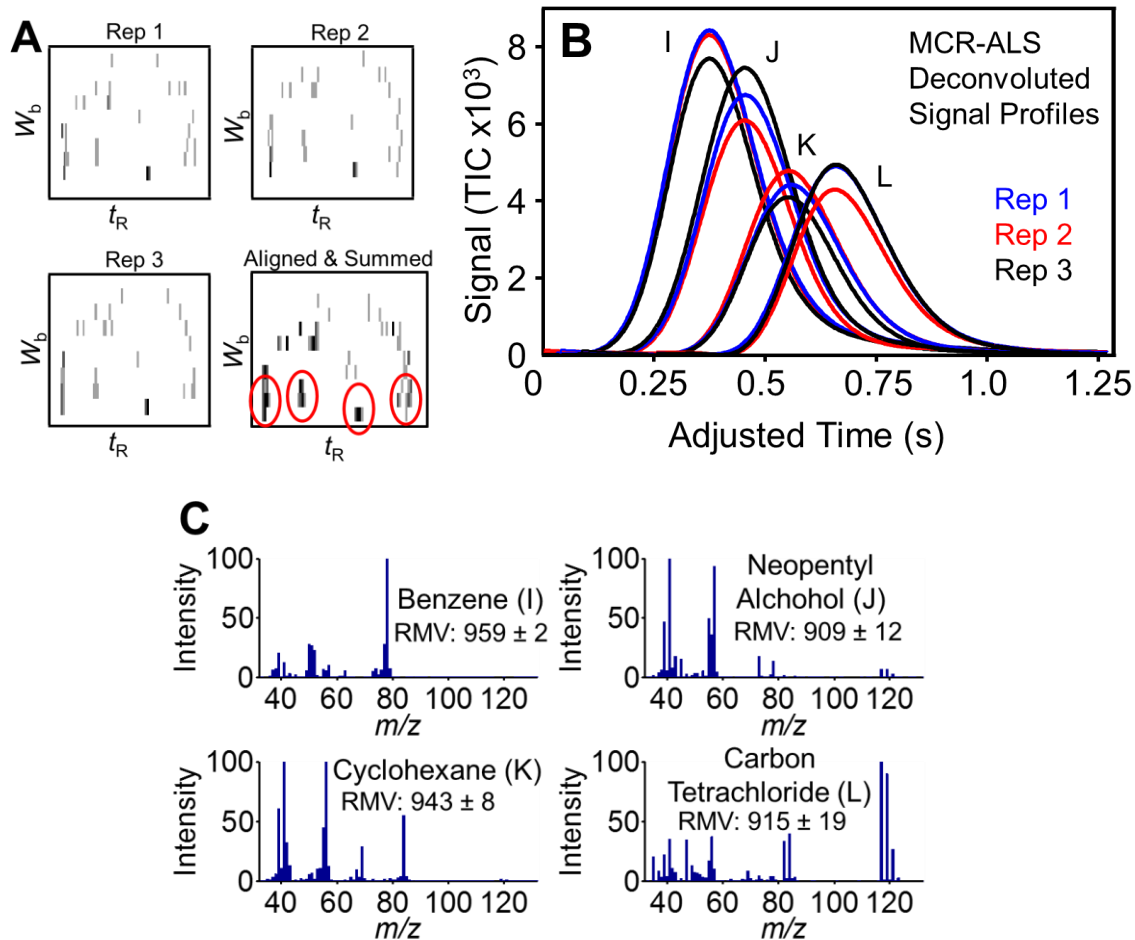 A
Rep 1
Rep 2
Wb
Wb
tR
tR
Rep 3
Aligned & Summed
Wb
Wb
tR
tR
B
I
J
K
L
MCR-ALS
Deconvoluted
Signal Profiles
Rep 1
Rep 2
Rep 3
Signal (TIC x10³)
8
6
4
2
0
0
0.25
0.5
0.75
1.0
1.25
Adjusted Time (s)
C
Intensity
100
50
0
Benzene (I)
RMV: 959 ± 2
40 60 80 100 120
m/z
Intensity
100
50
0
Neopentyl
Alchohol (J)
RMV: 909 ± 12
40 60 80 100 120
m/z
Intensity
100
50
0
Cyclohexane (K)
RMV: 943 ± 8
40 60 80 100 120
m/z
Intensity
100
50
0
Carbon
Tetrachloride (L)
RMV: 915 ± 19
40 60 80 100 120
m/z